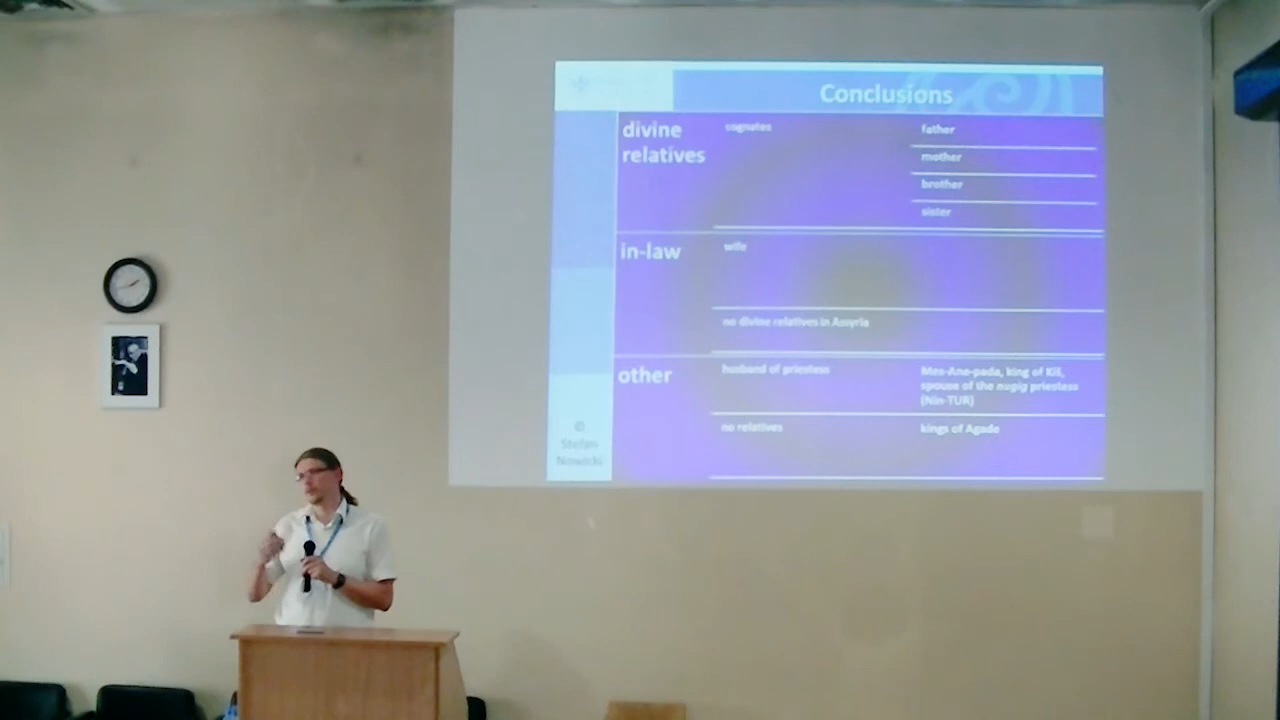 Conclusions
divine
relatives
cognates
father
mother
brother
sister
in-law
wife
no divine relatives in Assyria
other
husband of priestess
Mes-Ane-pada, king of Kiš,
spouse of the nugig priestess
(Nin-TUR)
no relatives
kings of Agade
©
Stefan
Nowicki